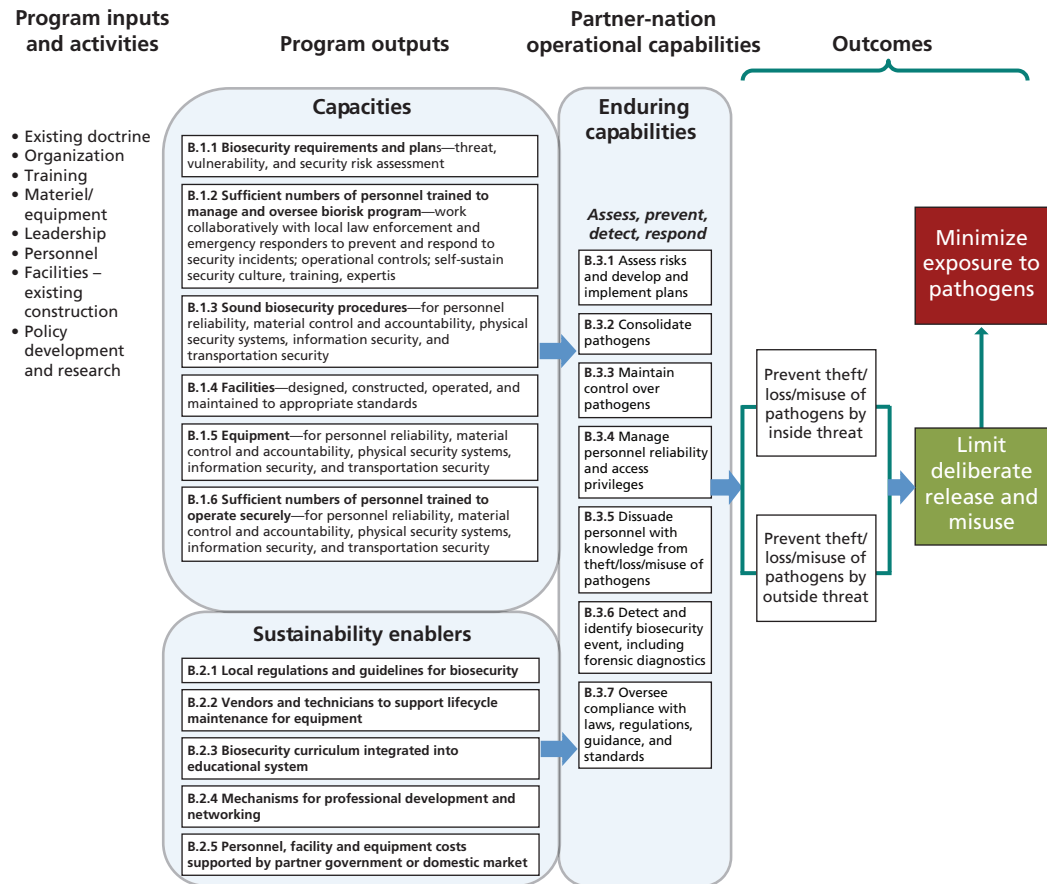 Program inputs
and activities
Program outputs
Partner-nation
operational capabilities
Outcomes
• Existing doctrine
• Organization
• Training
• Materiel/
equipment
• Leadership
• Personnel
• Facilities –
existing
construction
• Policy
development
and research
Capacities
B.1.1 Biosecurity requirements and plans—threat,
vulnerability, and security risk assessment
B.1.2 Sufficient numbers of personnel trained to
manage and oversee biorisk program—work
collaboratively with local law enforcement and
emergency responders to prevent and respond to
security incidents; operational controls; self-sustain
security culture, training, expertis
B.1.3 Sound biosecurity procedures—for personnel
reliability, material control and accountability, physical
security systems, information security, and
transportation security
B.1.4 Facilities—designed, constructed, operated, and
maintained to appropriate standards
B.1.5 Equipment—for personnel reliability, material
control and accountability, physical security systems,
information security, and transportation security
B.1.6 Sufficient numbers of personnel trained to
operate securely—for personnel reliability, material
control and accountability, physical security systems,
information security, and transportation security
Sustainability enablers
B.2.1 Local regulations and guidelines for biosecurity
B.2.2 Vendors and technicians to support lifecycle
maintenance for equipment
B.2.3 Biosecurity curriculum integrated into
educational system
B.2.4 Mechanisms for professional development and
networking
B.2.5 Personnel, facility and equipment costs
supported by partner government or domestic market
Enduring
capabilities
Assess, prevent,
detect, respond
B.3.1 Assess risks
and develop and
implement plans
B.3.2 Consolidate
pathogens
B.3.3 Maintain
control over
pathogens
B.3.4 Manage
personnel reliability
and access
privileges
B.3.5 Dissuade
personnel with
knowledge from
theft/loss/misuse of
pathogens
B.3.6 Detect and
identify biosecurity
event, including
forensic diagnostics
B.3.7 Oversee
compliance with
laws, regulations,
guidance, and
standards
Prevent theft/
loss/misuse of
pathogens by
inside threat
Prevent theft/
loss/misuse of
pathogens by
outside threat
Minimize
exposure to
pathogens
Limit
deliberate
release and
misuse